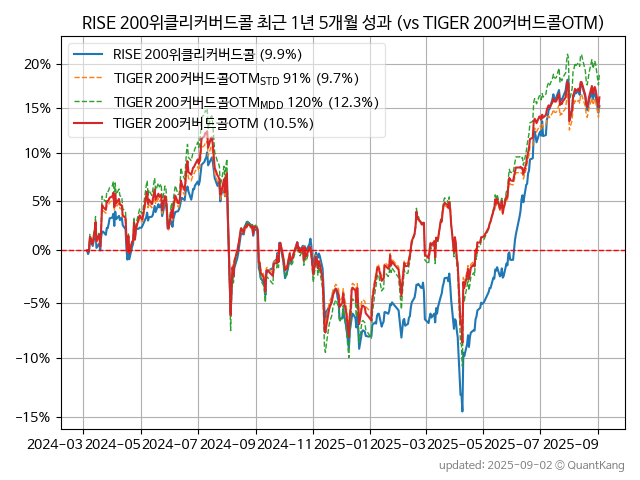 RISE 200위클리커버드콜 최근 1년 5개월 성과 (vs TIGER 200커버드콜OTM)
RISE 200위클리커버드콜 (9.9%)
TIGER 200커버드콜OTMSTD 91% (9.7%)
TIGER 200커버드콜OTMMDD 120% (12.3%)
TIGER 200커버드콜OTM (10.5%)
20%
15%
10%
5%
0%
−5%
−10%
−15%
2024-03 2024-05 2024-07 2024-09 2024-11 2025-01 2025-03 2025-05 2025-07 2025-09
updated: 2025-09-02 © QuantKang